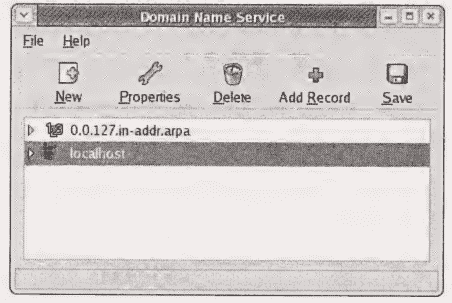 Domain Name Service
File Help
New Properties Delete Add Record Save
0.0.127.in-addr.arpa
localhost